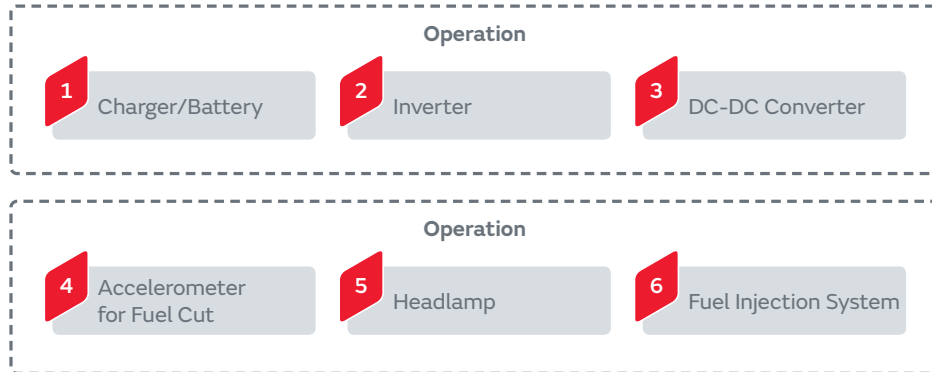 Operation
1
Charger/Battery
2
Inverter
3
DC-DC Converter
Operation
4
Accelerometer
for Fuel Cut
5
Headlamp
6
Fuel Injection System